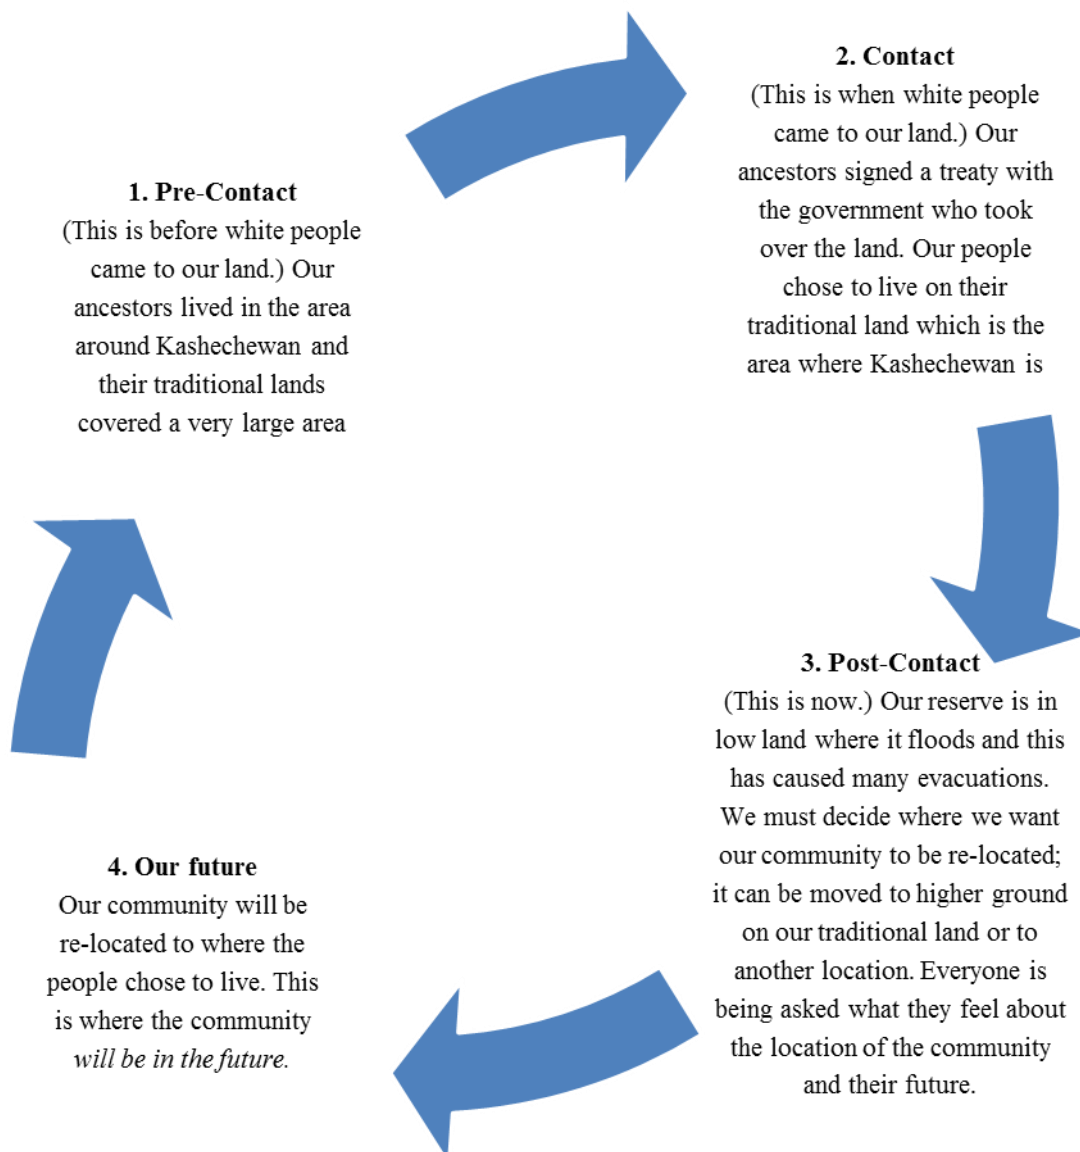 1. Pre-Contact
(This is before white people
came to our land.) Our
ancestors lived in the area
around Kashechewan and
their traditional lands
covered a very large area
2. Contact
(This is when white people
came to our land.) Our
ancestors signed a treaty with
the government who took
over the land. Our people
chose to live on their
traditional land which is the
area where Kashechewan is
3. Post-Contact
(This is now.) Our reserve is in
low land where it floods and this
has caused many evacuations.
We must decide where we want
our community to be re-located;
it can be moved to higher ground
on our traditional land or to
another location. Everyone is
being asked what they feel about
the location of the community
and their future.
4. Our future
Our community will be
re-located to where the
people chose to live. This
is where the community
will be in the future.